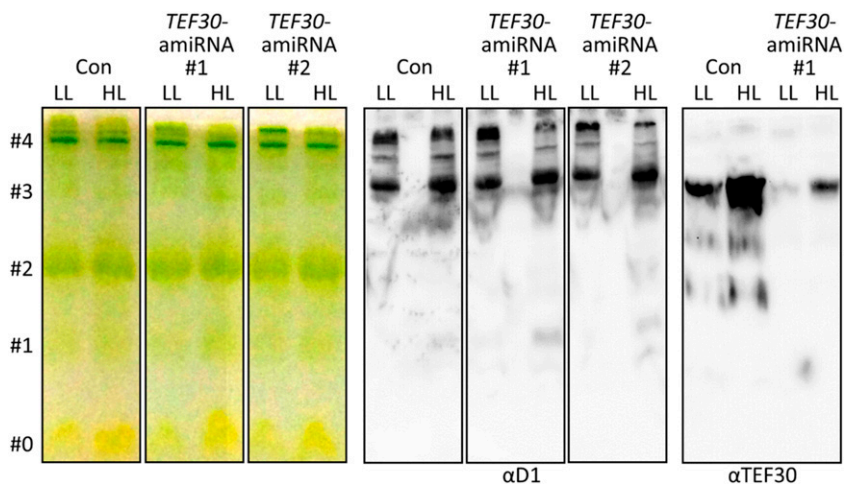 TEF30- TEF30- TEF30- TEF30- TEF30-
amiRNA amiRNA amiRNA amiRNA amiRNA
Con #1 #2 Con #1 #2 Con #1
LL HL LL HL LL HL LL HL LL HL LL HL LL HL LL HL
#4
#3
#2
#1
#0
αD1 αTEF30